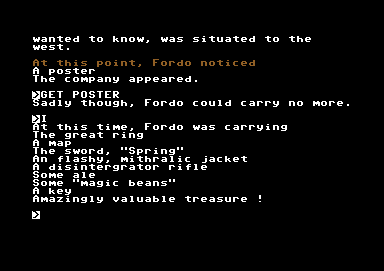 wanted to know, was situated to the
west.
At this point, Fordo noticed
A poster
The company appeared.
>GET POSTER
Sadly though, Fordo could carry no more.
>I
At this time, Fordo was carrying
The great ring
A map
The sword, "Spring"
An flashy, mithralic jacket
A disintergrator rifle
Some ale
Some "magic beans"
A key
Amazingly valuable treasure !
>